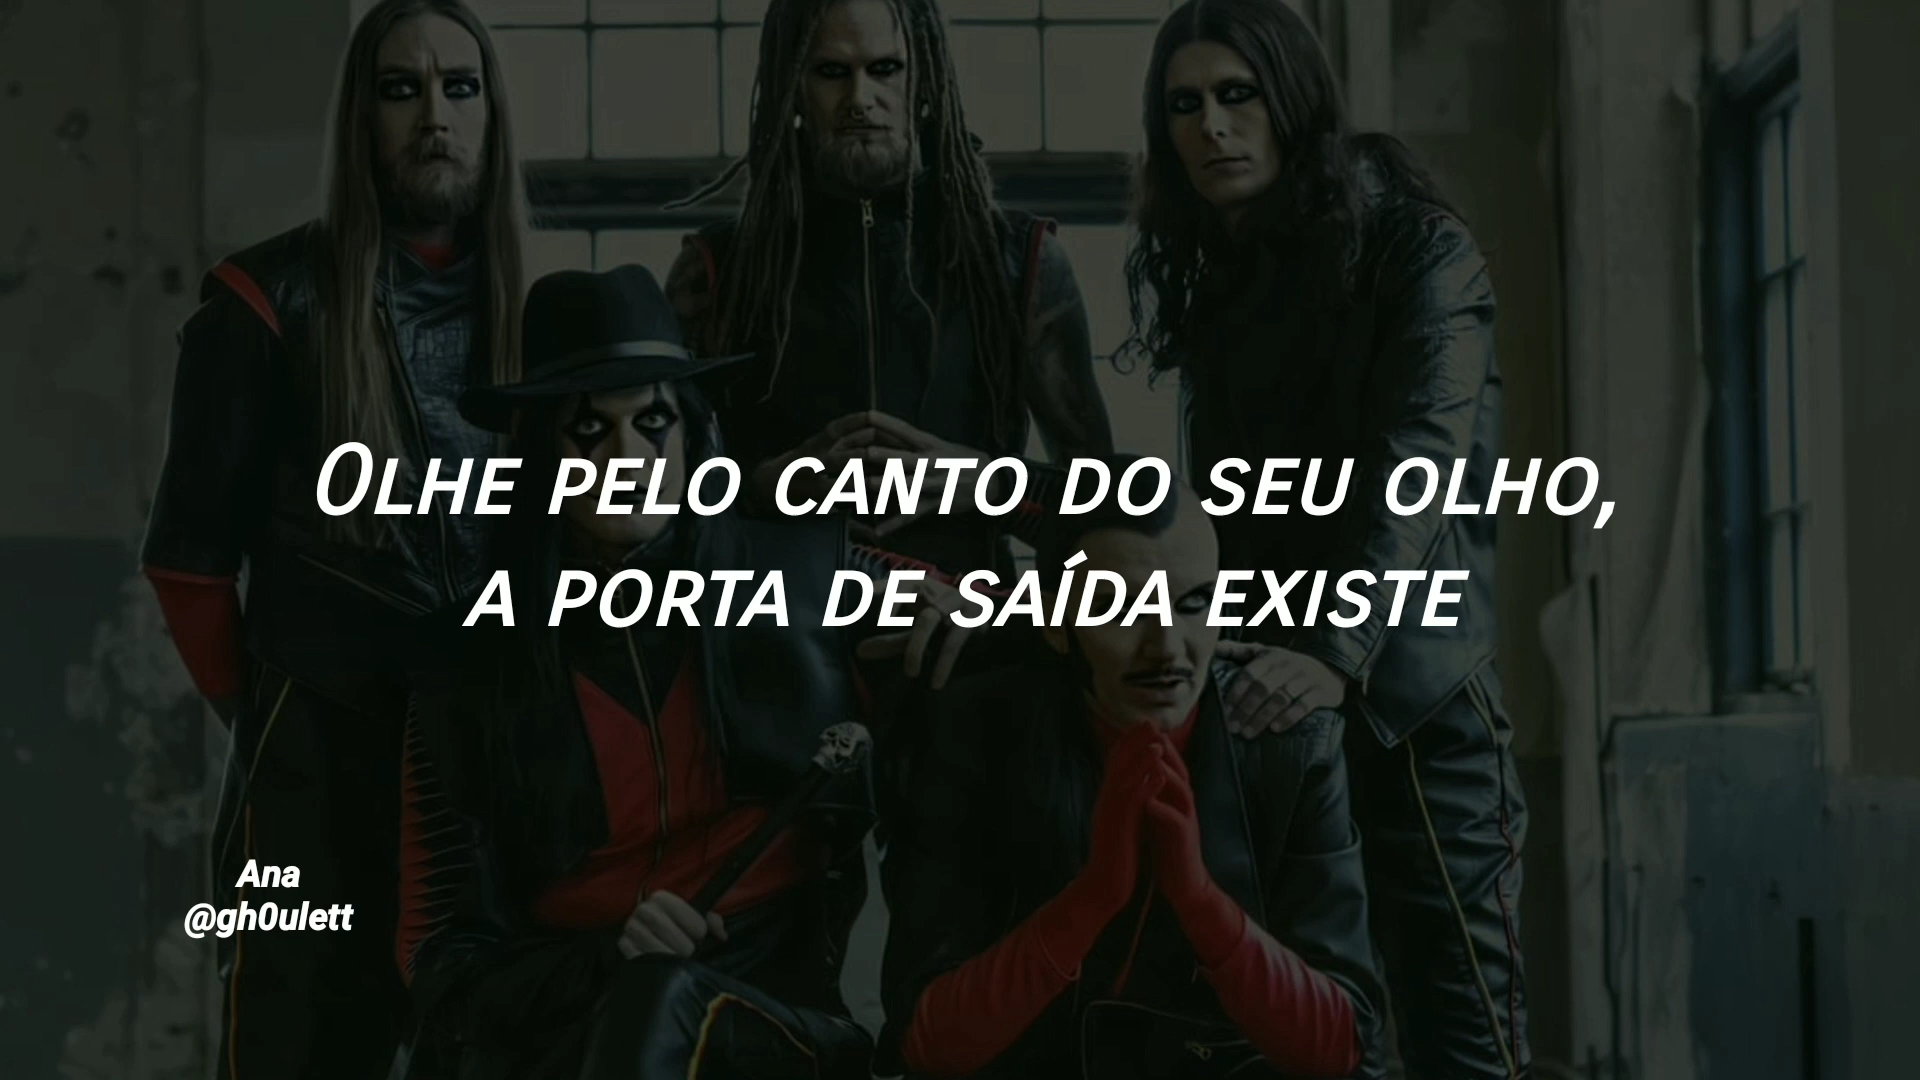 Olhe pelo canto do seu olho,
a porta de saída existe
Ana
@gh0ulett